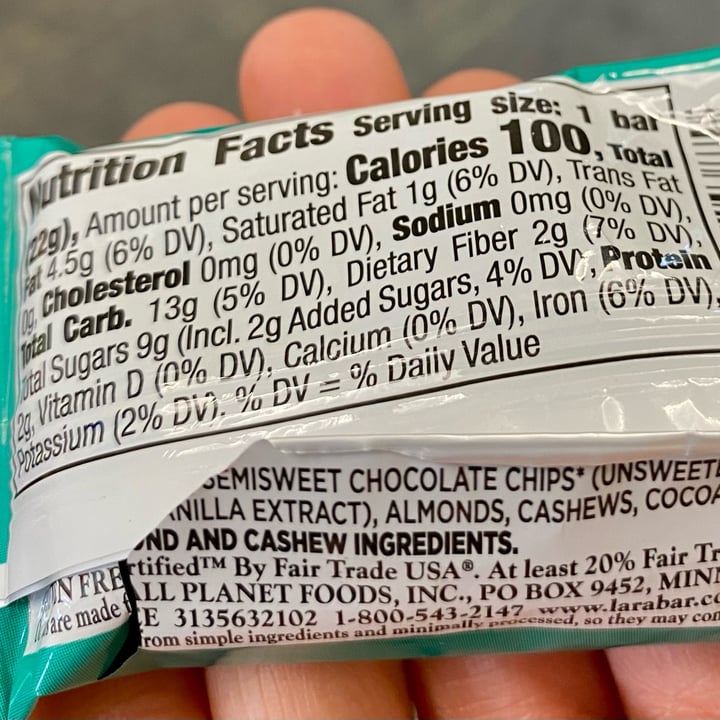 Nutrition Facts Serving size: 1 bar
(22g), Amount per serving: Calories 100, Total
Fat 4.5g (6% DV), Saturated Fat 1g (6% DV), Trans Fat
0g, Cholesterol 0mg (0% DV), Sodium 0mg (0% DV),
Total Carb. 13g (5% DV), Dietary Fiber 2g (7% DV),
Total Sugars 9g (Incl. 2g Added Sugars, 4% DV), Protein
2g, Vitamin D (0% DV), Calcium (0% DV), Iron (6% DV),
Potassium (2% DV). % DV = % Daily Value
SEMISWEET CHOCOLATE CHIPS* (UNSWEET
ANILLA EXTRACT), ALMONDS, CASHEWS, COCOA
ND AND CASHEW INGREDIENTS.
rtified™ By Fair Trade USA®. At least 20% Fair Tr
ALL PLANET FOODS, INC., PO BOX 9452, MINN
E 3135632102 1-800-543-2147 www.larabar.co
from simple ingredients and minimally processed, so they may con
IN FRE
are made